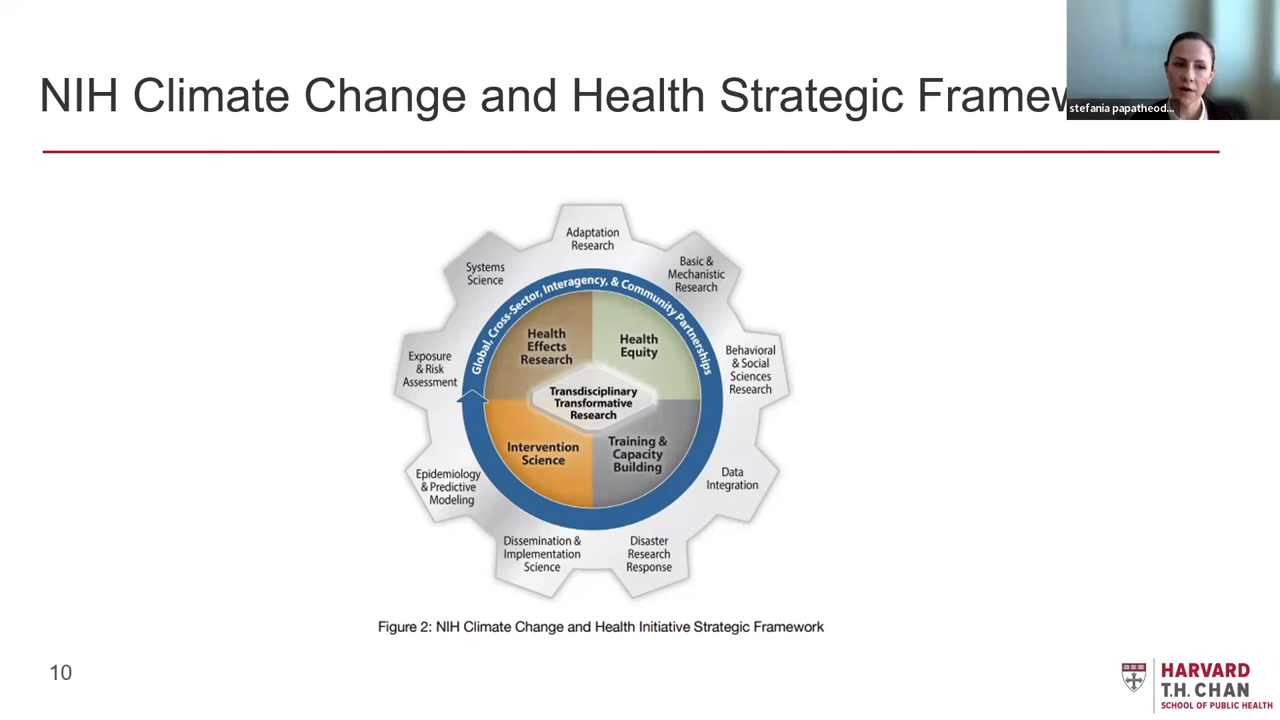 NIH Climate Change and Health Strategic Framew
stefania papatheod...
Adaptation
Research
Basic &
Mechanistic
Research
Behavioral
& Social
Sciences
Research
Data
Integration
Disaster
Research
Response
Dissemination &
Implementation
Science
Epidemiology
& Predictive
Modeling
Exposure
& Risk
Assessment
Systems
Science
Global, Cross-Sector, Interagency, & Community Partnerships
Health
Effects
Research
Health
Equity
Transdisciplinary
Transformative
Research
Intervention
Science
Training &
Capacity
Building
Figure 2: NIH Climate Change and Health Initiative Strategic Framework
10
HARVARD
T.H. CHAN
SCHOOL OF PUBLIC HEALTH